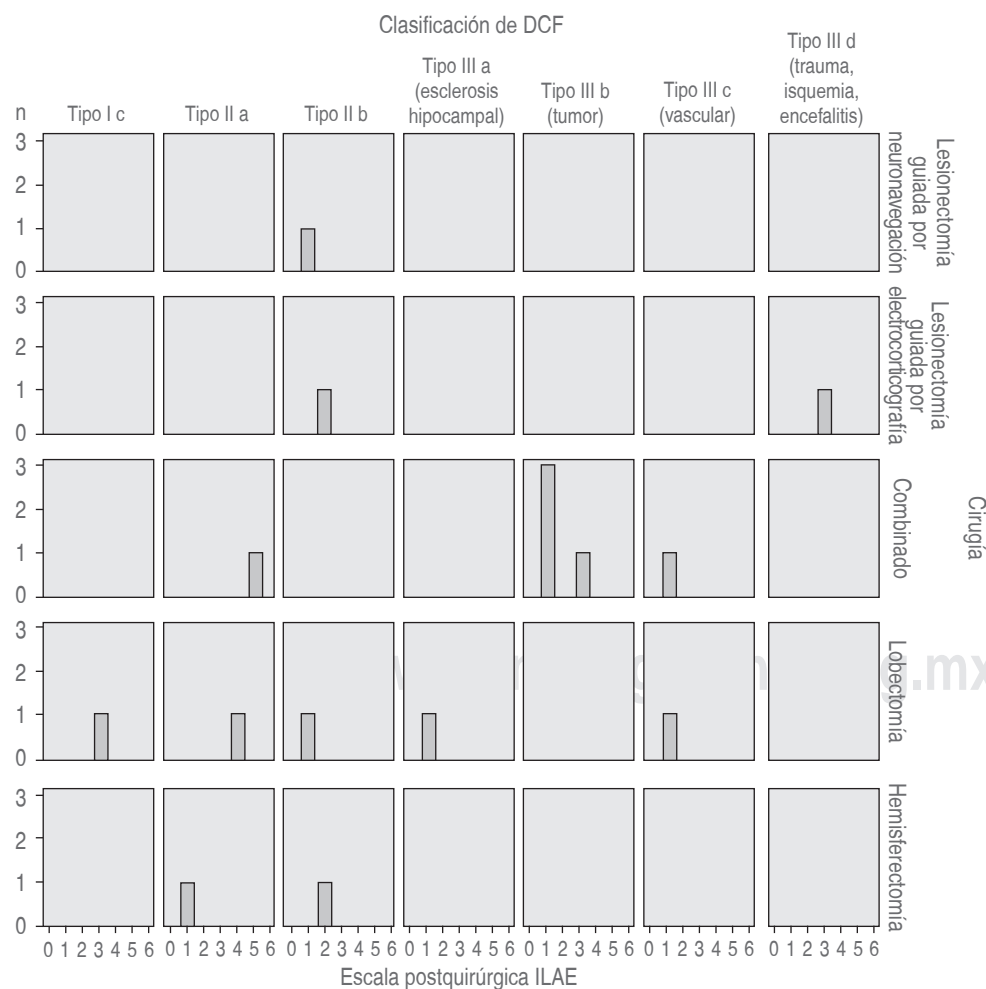 Clasificación de DCF
n
Tipo I c
Tipo II a
Tipo II b
Tipo III a
(esclerosis
hipocampal)
Tipo III b
(tumor)
Tipo III c
(vascular)
Tipo III d
(trauma,
isquemia,
encefalitis)
3
2
1
0
Lesionectomía
guiada por
neuronavegación
3
2
1
0
Lesionectomía
guiada por
electrocorticografía
3
2
1
0
Combinado
Cirugía
3
2
1
0
Lobectomía
g.mx
3
2
1
0
Hemisferectomía
0 1 2 3 4 5 6 0 1 2 3 4 5 6 0 1 2 3 4 5 6 0 1 2 3 4 5 6 0 1 2 3 4 5 6 0 1 2 3 4 5 6 0 1 2 3 4 5 6
Escala postquirúrgica ILAE